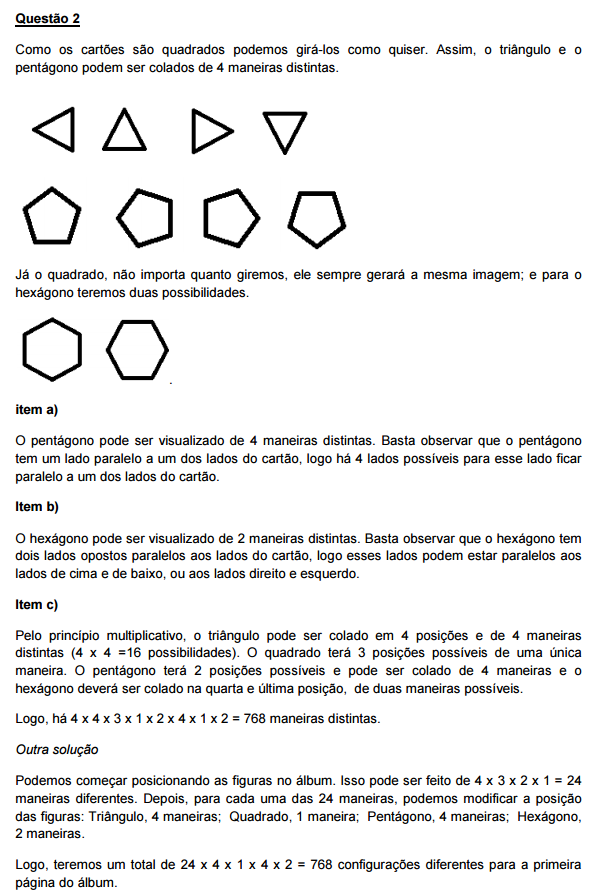 Questão 2
Como os cartões são quadrados podemos girá-los como quiser. Assim, o triângulo e o
pentágono podem ser colados de 4 maneiras distintas.
Já o quadrado, não importa quanto giremos, ele sempre gerará a mesma imagem; e para o
hexágono teremos duas possibilidades.
.
item a)
O pentágono pode ser visualizado de 4 maneiras distintas. Basta observar que o pentágono
tem um lado paralelo a um dos lados do cartão, logo há 4 lados possíveis para esse lado ficar
paralelo a um dos lados do cartão.
Item b)
O hexágono pode ser visualizado de 2 maneiras distintas. Basta observar que o hexágono tem
dois lados opostos paralelos aos lados do cartão, logo esses lados podem estar paralelos aos
lados de cima e de baixo, ou aos lados direito e esquerdo.
Item c)
Pelo princípio multiplicativo, o triângulo pode ser colado em 4 posições e de 4 maneiras
distintas (4 x 4 =16 possibilidades). O quadrado terá 3 posições possíveis de uma única
maneira. O pentágono terá 2 posições possíveis e pode ser colado de 4 maneiras e o
hexágono deverá ser colado na quarta e última posição, de duas maneiras possíveis.
Logo, há 4 x 4 x 3 x 1 x 2 x 4 x 1 x 2 = 768 maneiras distintas.
Outra solução
Podemos começar posicionando as figuras no álbum. Isso pode ser feito de 4 x 3 x 2 x 1 = 24
maneiras diferentes. Depois, para cada uma das 24 maneiras, podemos modificar a posição
das figuras: Triângulo, 4 maneiras; Quadrado, 1 maneira; Pentágono, 4 maneiras; Hexágono,
2 maneiras.
Logo, teremos um total de 24 x 4 x 1 x 4 x 2 = 768 configurações diferentes para a primeira
página do álbum.